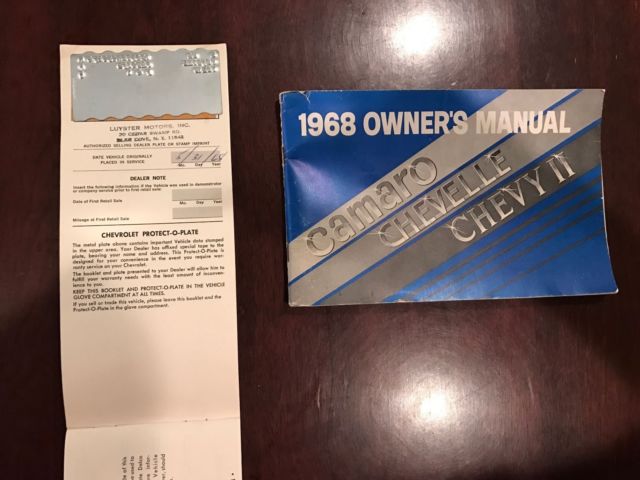 LUYSTER MOTORS, INC.
20 CEDAR SWAMP RD.
GLEN COVE, N. Y. 11542
AUTHORIZED SELLING DEALER PLATE OR STAMP IMPRINT
DATE VEHICLE ORIGINALLY
PLACED IN SERVICE
Mo. Day Year
DEALER NOTE
Insert the following information if the Vehicle was used in demonstrator
or company service prior to first retail sale:
Date of First Retail Sale
Mo. Day Year
Mileage at First Retail Sale
CHEVROLET PROTECT-O-PLATE
The metal plate above contains important Vehicle data stamped
in the upper area. Your Dealer has affixed special tape to the
plate, bearing your name and address. This Protect-O-Plate is
designed for your convenience in the event you require war-
ranty service on your Chevrolet.
The booklet and plate presented to your Dealer will allow him to
fulfill your warranty needs with the least amount of inconven-
ience to you.
KEEP THIS BOOKLET AND PROTECT-O-PLATE IN THE VEHICLE
GLOVE COMPARTMENT AT ALL TIMES.
If you sell or trade this vehicle, please leave this booklet and the
Protect-O-Plate in the glove compartment.
1968 OWNER'S MANUAL
camaro
CHEVELLE
CHEVY II